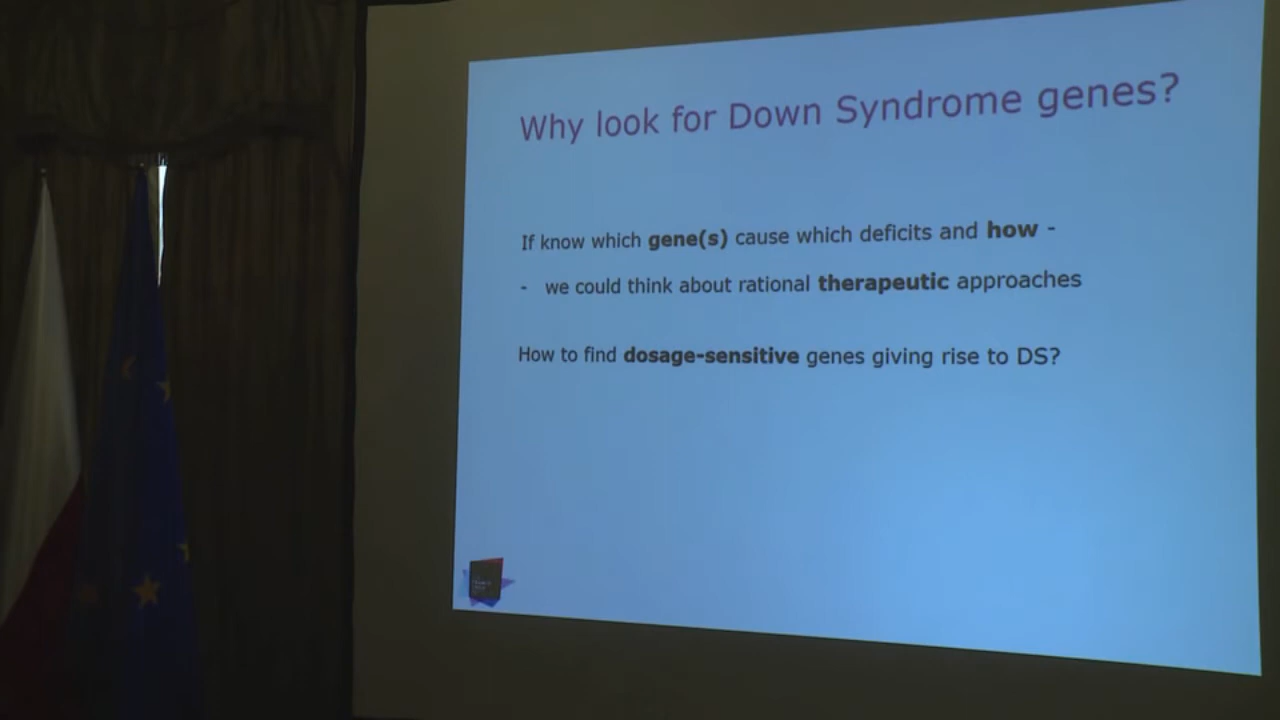 Why look for Down Syndrome genes?
If know which gene(s) cause which deficits and how -
- we could think about rational therapeutic approaches
How to find dosage-sensitive genes giving rise to DS?